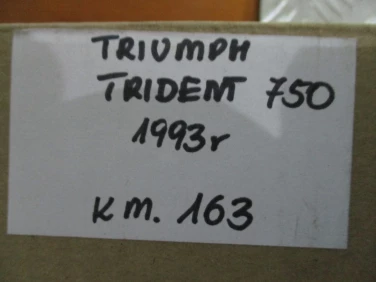 TRIUMPH
TRIDENT 750
1993r
Km. 163